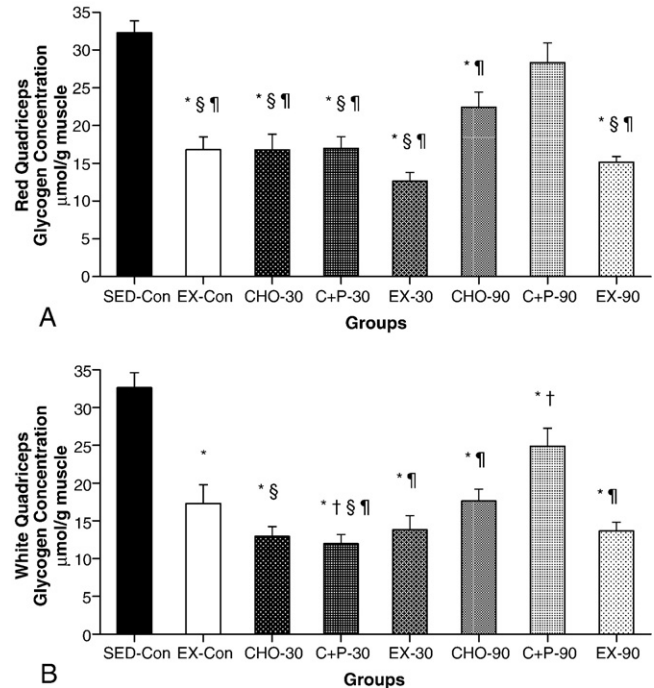 Red Quadriceps
Glycogen Concentration
μmol/g muscle
35
30
25
20
15
10
5
0
* § ¶
* § ¶
* § ¶
* § ¶
* ¶
* § ¶
SED-Con EX-Con CHO-30 C+P-30 EX-30 CHO-90 C+P-90 EX-90
Groups
A
White Quadriceps
Glycogen Concentration
μmol/g muscle
35
30
25
20
15
10
5
0
*
* §
* † § ¶
* ¶
* ¶
* †
* ¶
SED-Con EX-Con CHO-30 C+P-30 EX-30 CHO-90 C+P-90 EX-90
Groups
B